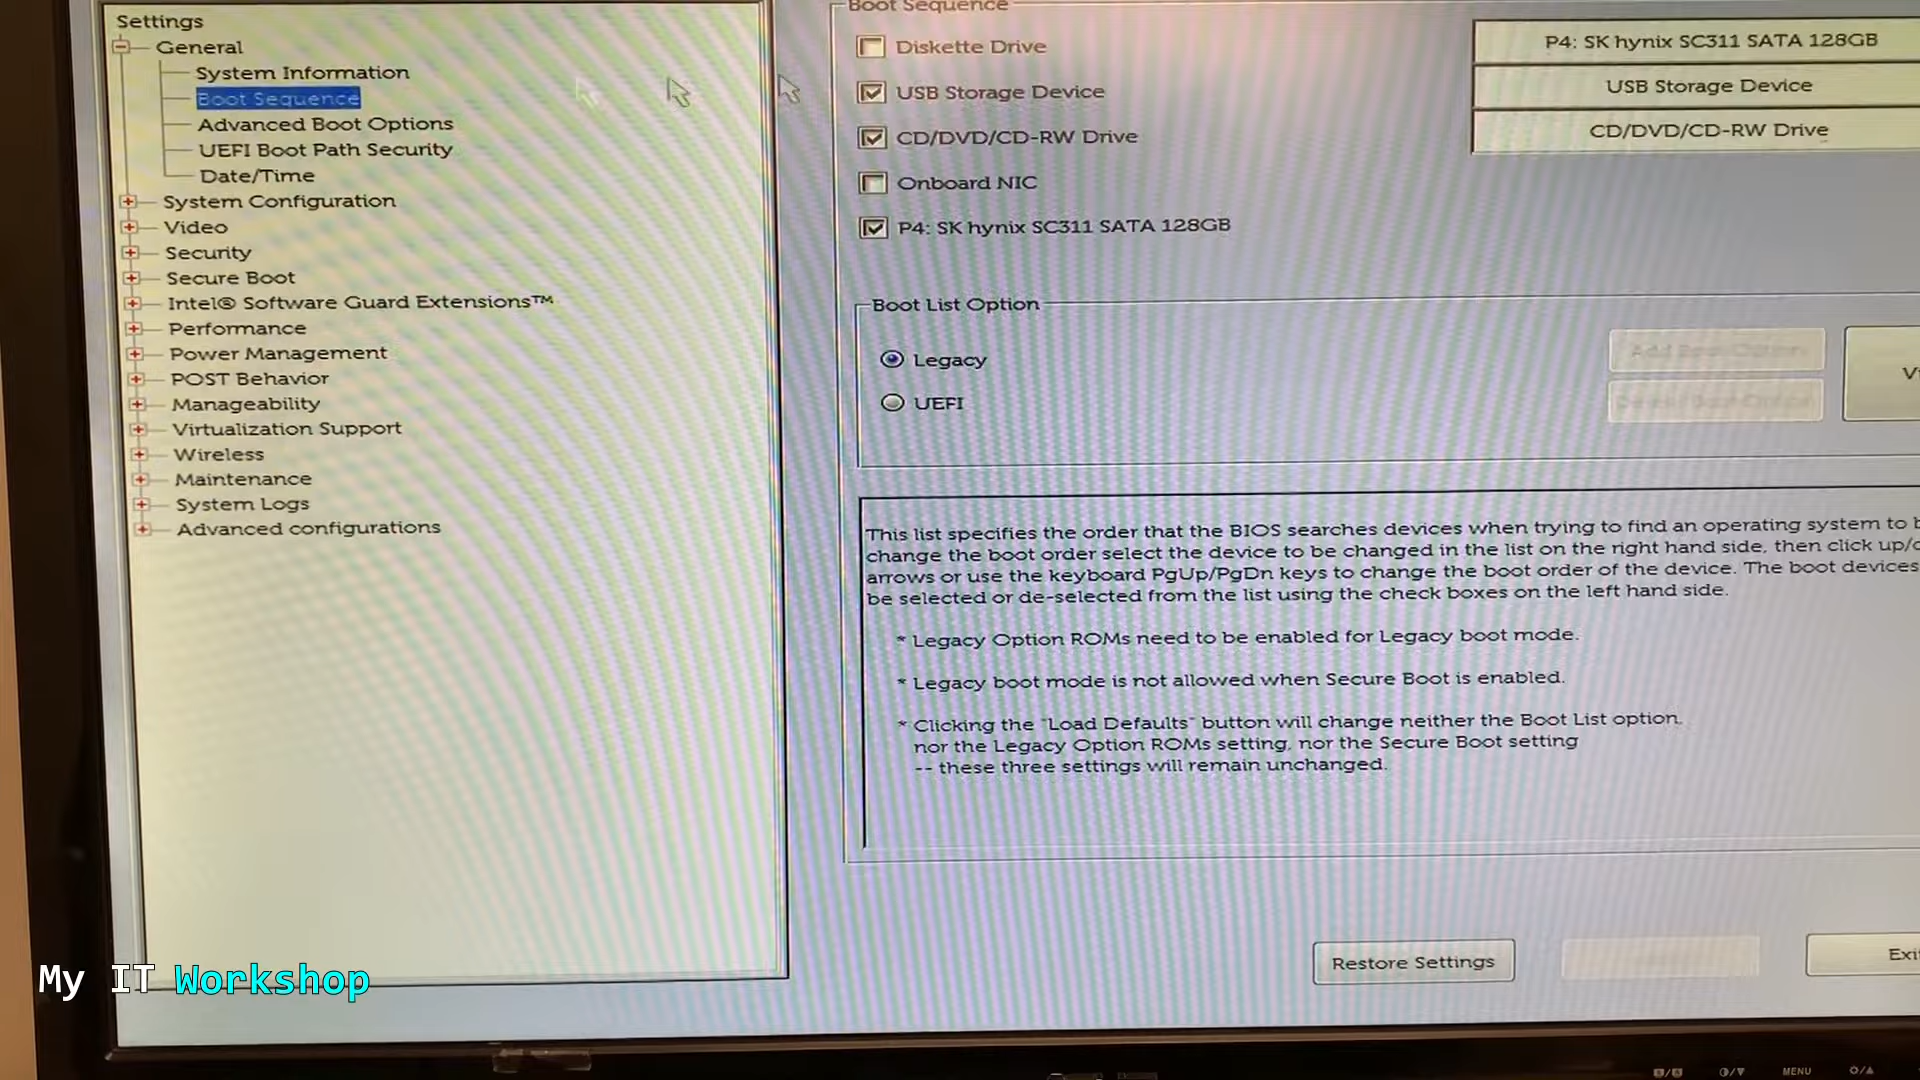 Settings
General
System Information
Boot Sequence
Advanced Boot Options
UEFI Boot Path Security
Date/Time
System Configuration
Video
Security
Secure Boot
Intel® Software Guard Extensions™
Performance
Power Management
POST Behavior
Manageability
Virtualization Support
Wireless
Maintenance
System Logs
Advanced configurations
Boot Sequence
Diskette Drive
USB Storage Device
CD/DVD/CD-RW Drive
Onboard NIC
P4: SK hynix SC311 SATA 128GB
P4: SK hynix SC311 SATA 128GB
USB Storage Device
CD/DVD/CD-RW Drive
Boot List Option
Legacy
UEFI
This list specifies the order that the BIOS searches devices when trying to find an operating system to
change the boot order select the device to be changed in the list on the right hand side, then click
arrows or use the keyboard PgUp/PgDn keys to change the boot order of the device. The boot devices
be selected or de-selected from the list using the check boxes on the left hand side.
* Legacy Option ROMs need to be enabled for Legacy boot mode.
* Legacy boot mode is not allowed when Secure Boot is enabled.
* Clicking the "Load Defaults" button will change neither the Boot List option,
nor the Legacy Option ROMs setting, nor the Secure Boot setting
-- these three settings will remain unchanged.
Restore Settings
My IT Workshop
MENU